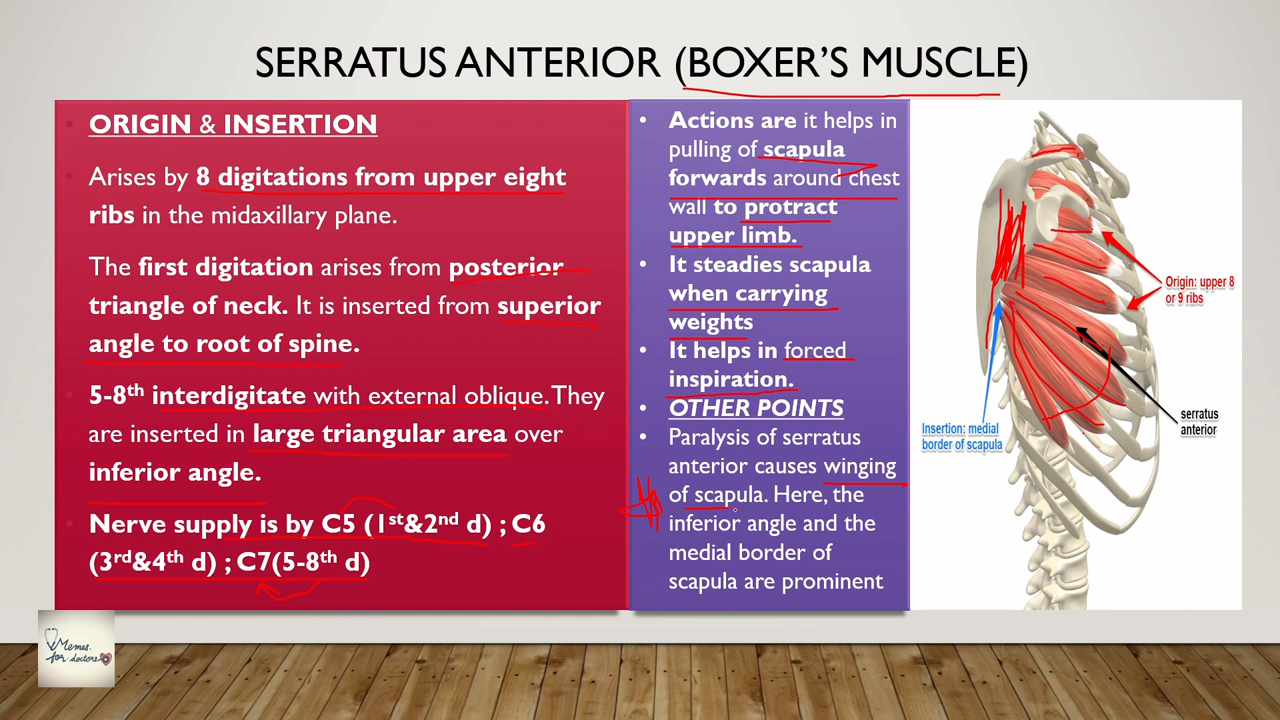 SERRATUS ANTERIOR (BOXER'S MUSCLE)
• ORIGIN & INSERTION
• Arises by 8 digitations from upper eight
ribs in the midaxillary plane.
• The first digitation arises from posterior
triangle of neck. It is inserted from superior
angle to root of spine.
• 5-8th interdigitate with external oblique. They
are inserted in large triangular area over
inferior angle.
• Nerve supply is by C5 (1st&2nd d) ; C6
(3rd&4th d) ; C7(5-8th d)
• Actions are it helps in
pulling of scapula
forwards around chest
wall to protract
upper limb.
• It steadies scapula
when carrying
weights
• It helps in forced
inspiration.
• OTHER POINTS
• Paralysis of serratus
anterior causes winging
of scapula. Here, the
inferior angle and the
medial border of
scapula are prominent
Origin: upper 8
or 9 ribs
serratus
anterior
Insertion: medial
border of scapula
Memes.
for doctors